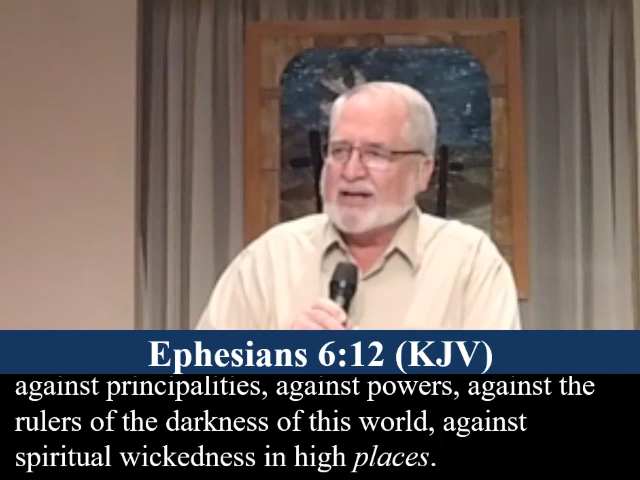 Ephesians 6:12 (KJV)
against principalities, against powers, against the
rulers of the darkness of this world, against
spiritual wickedness in high places.